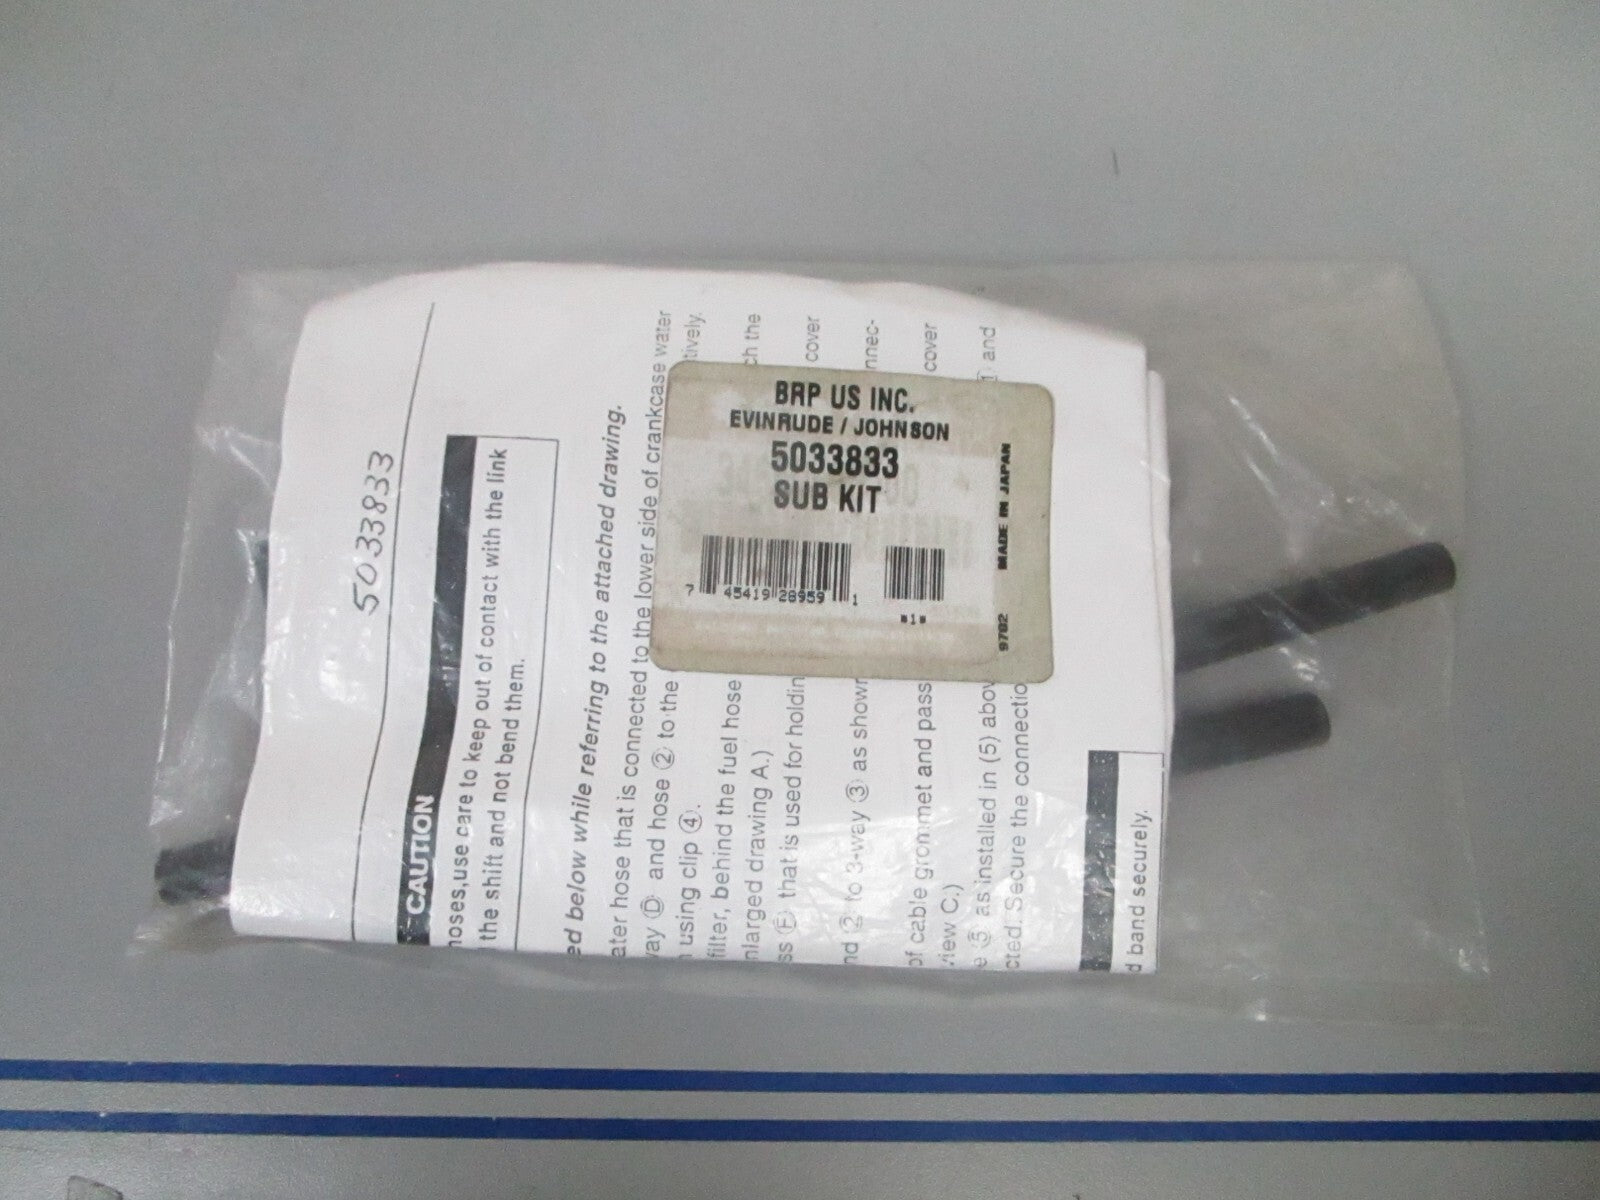 BRP US INC.
EVINRUDE / JOHNSON
5033833
SUB KIT
7 45419 28959 1
*1*
9702 MADE IN JAPAN
5033833
CAUTION
hoses,use care to keep out of contact with the link
the shift and not bend them.
ed below while referring to the attached drawing.
ater hose that is connected to the lower side of crankcase water
way Ⓓ and hose ② to the tively.
using clip ④.
filter, behind the fuel hose ch the
nlarged drawing A.)
ss Ⓔ that is used for holdin cover
nd ② to 3-way ③ as shown nnec-
of cable grommet and pass cover
view C.)
e ⑤ as installed in (5) above ① and
cted. Secure the connectio
d band securely.